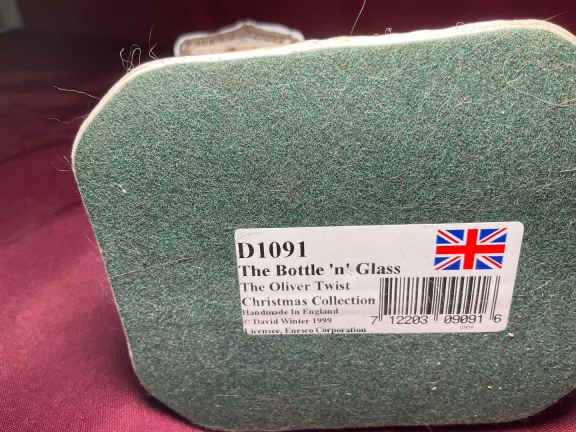 D1091
The Bottle 'n' Glass
The Oliver Twist
Christmas Collection
Handmade In England
© David Winter 1999
Licensee, Enesco Corporation
7 12203 09091 6